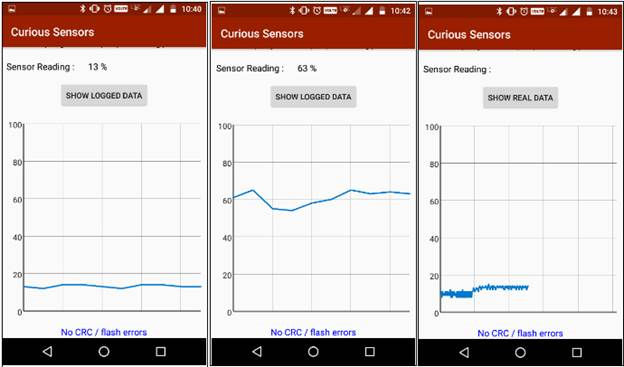 10:40
Curious Sensors
Sensor Reading : 13 %
SHOW LOGGED DATA
100
80
60
40
20
0
No CRC / flash errors
10:42
Curious Sensors
Sensor Reading : 63 %
SHOW LOGGED DATA
100
80
60
40
20
0
No CRC / flash errors
10:43
Curious Sensors
Sensor Reading :
SHOW REAL DATA
100
80
60
40
20
0
No CRC / flash errors